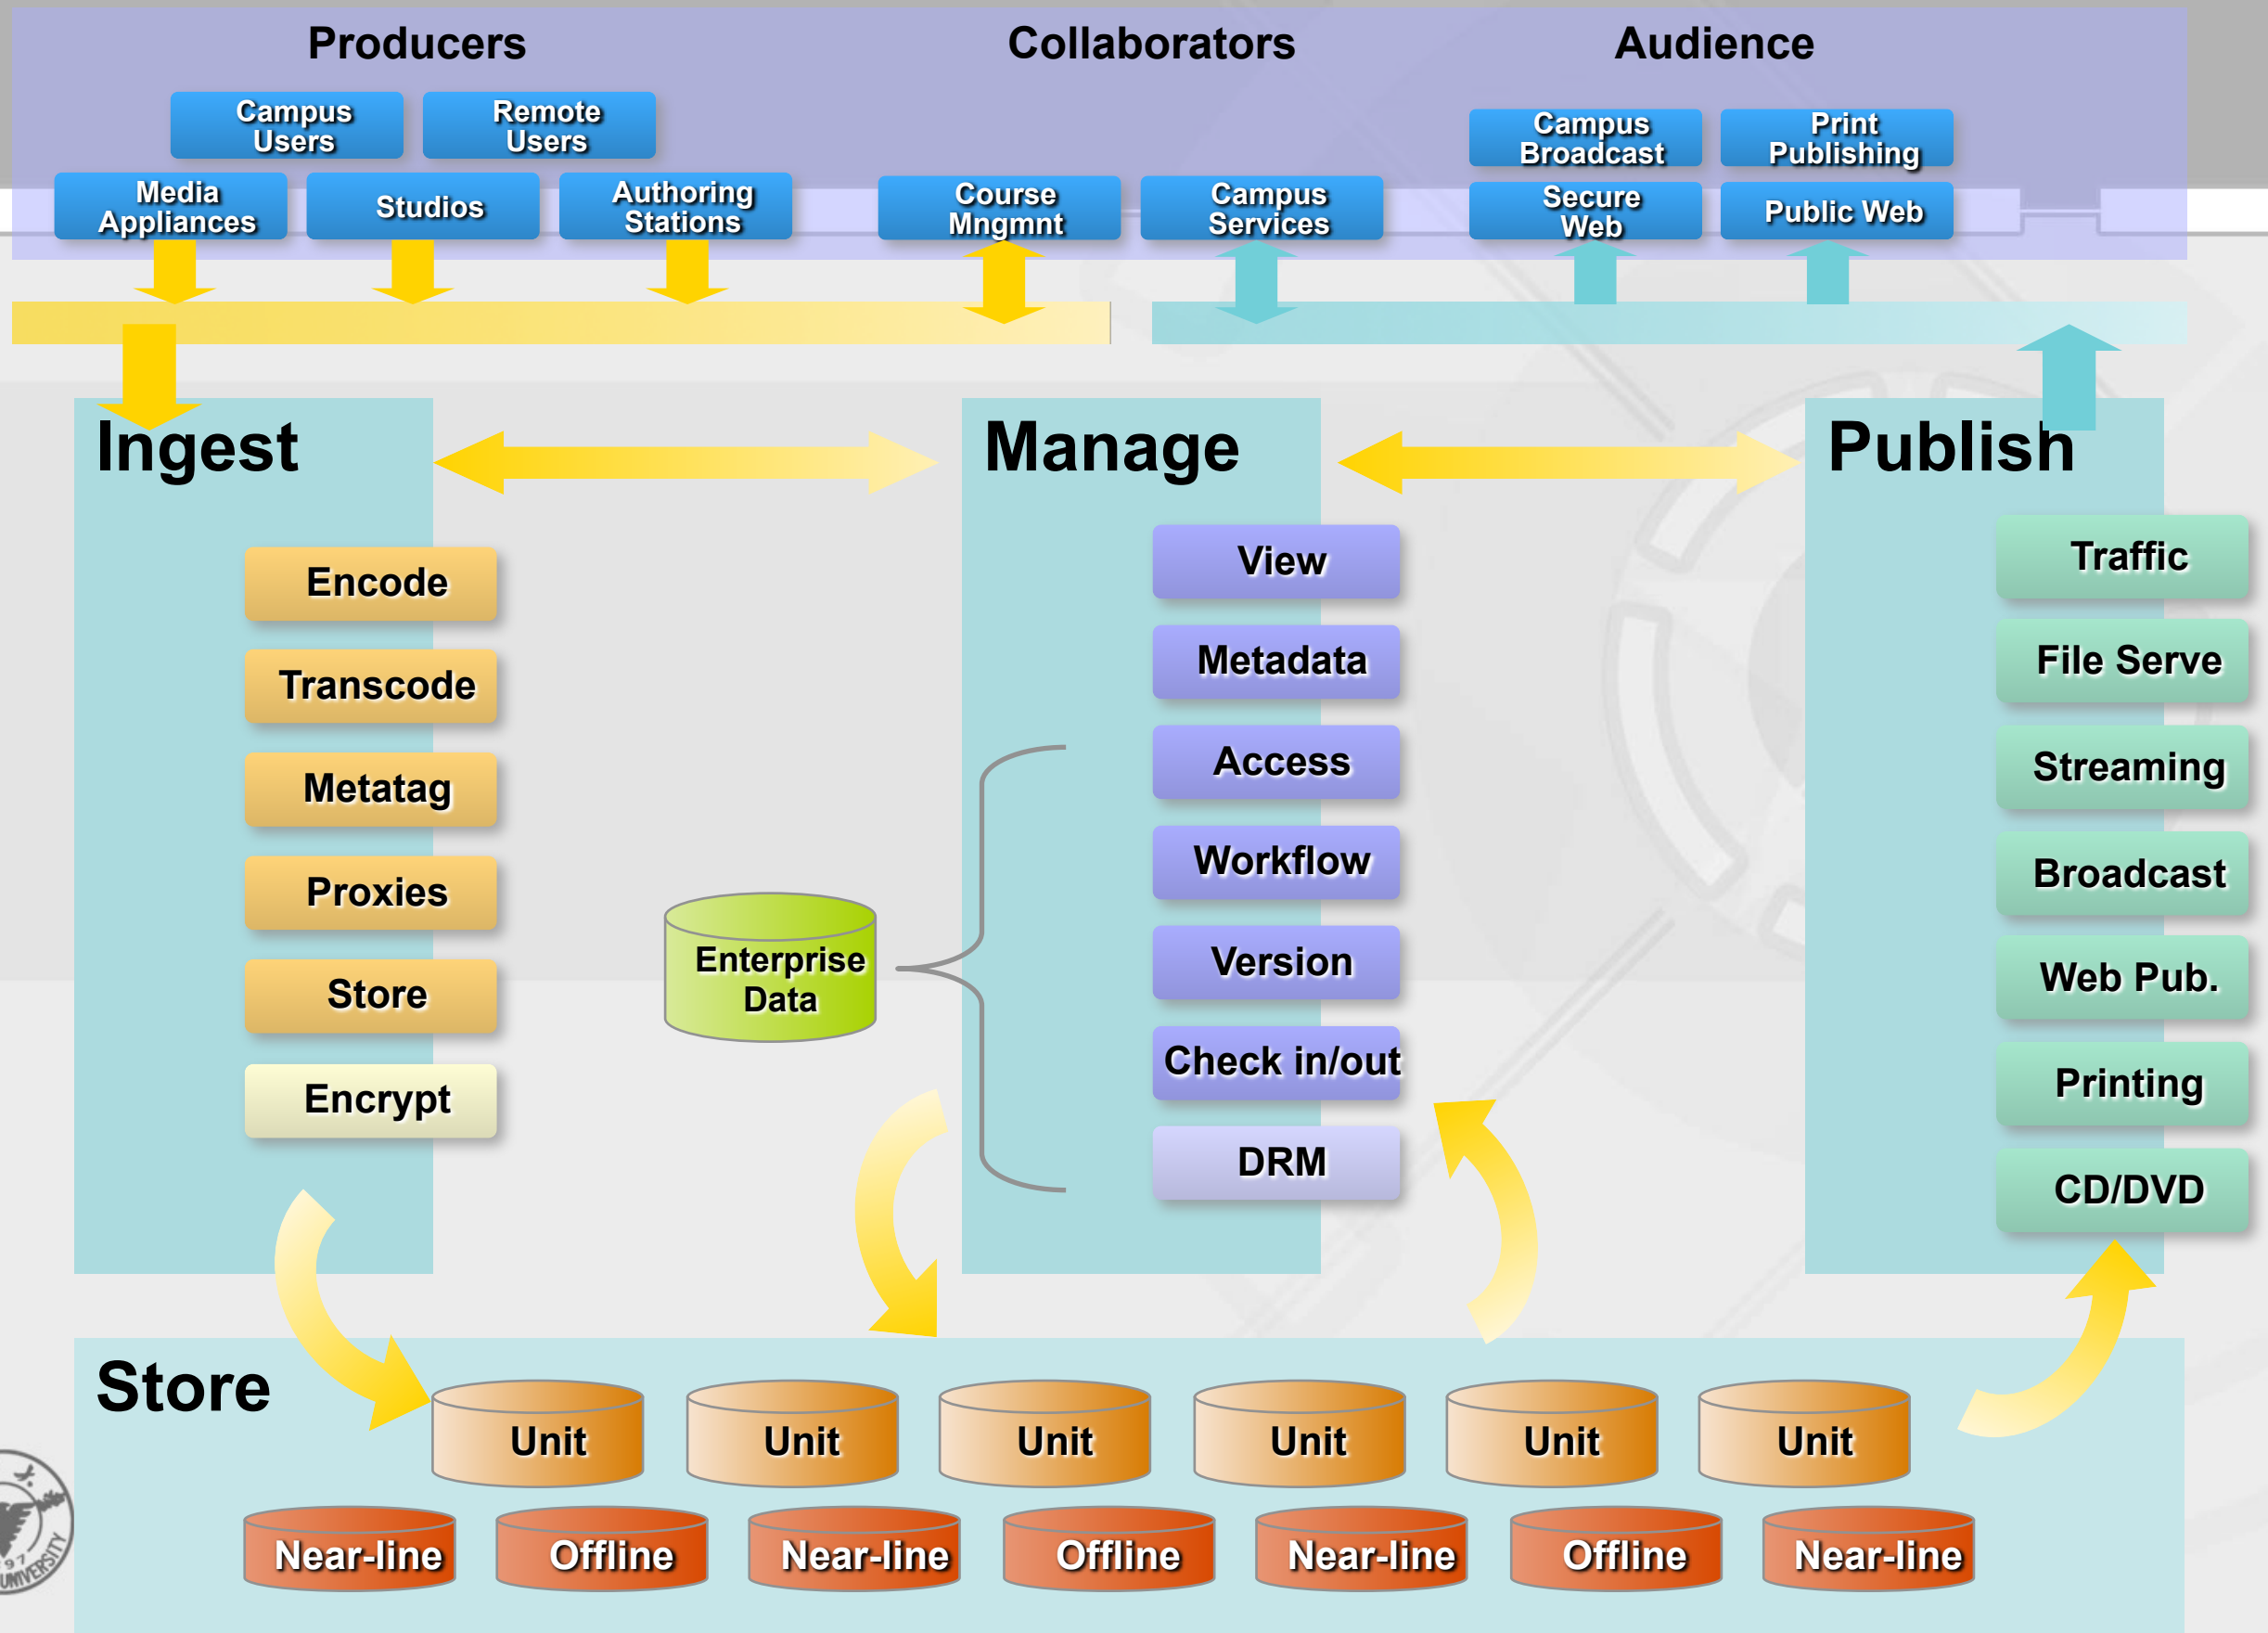 Producers
Collaborators
Audience
Campus
Users
Remote
Users
Media
Appliances
Studios
Authoring
Stations
Course
Mngmnt
Campus
Services
Campus
Broadcast
Print
Publishing
Secure
Web
Public Web
Ingest
Encode
Transcode
Metatag
Proxies
Store
Encrypt
Enterprise
Data
Manage
View
Metadata
Access
Workflow
Version
Check in/out
DRM
Publish
Traffic
File Serve
Streaming
Broadcast
Web Pub.
Printing
CD/DVD
Store
Unit
Unit
Unit
Unit
Unit
Unit
Near-line
Offline
Near-line
Offline
Near-line
Offline
Near-line
97
UNIVERSITY